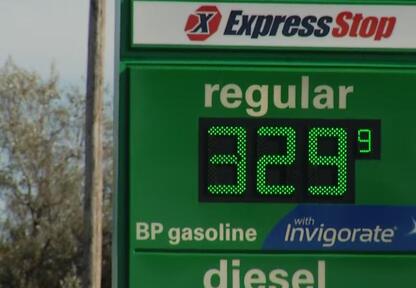 X ExpressStop
regular
329 9
BP gasoline with Invigorate®
diesel